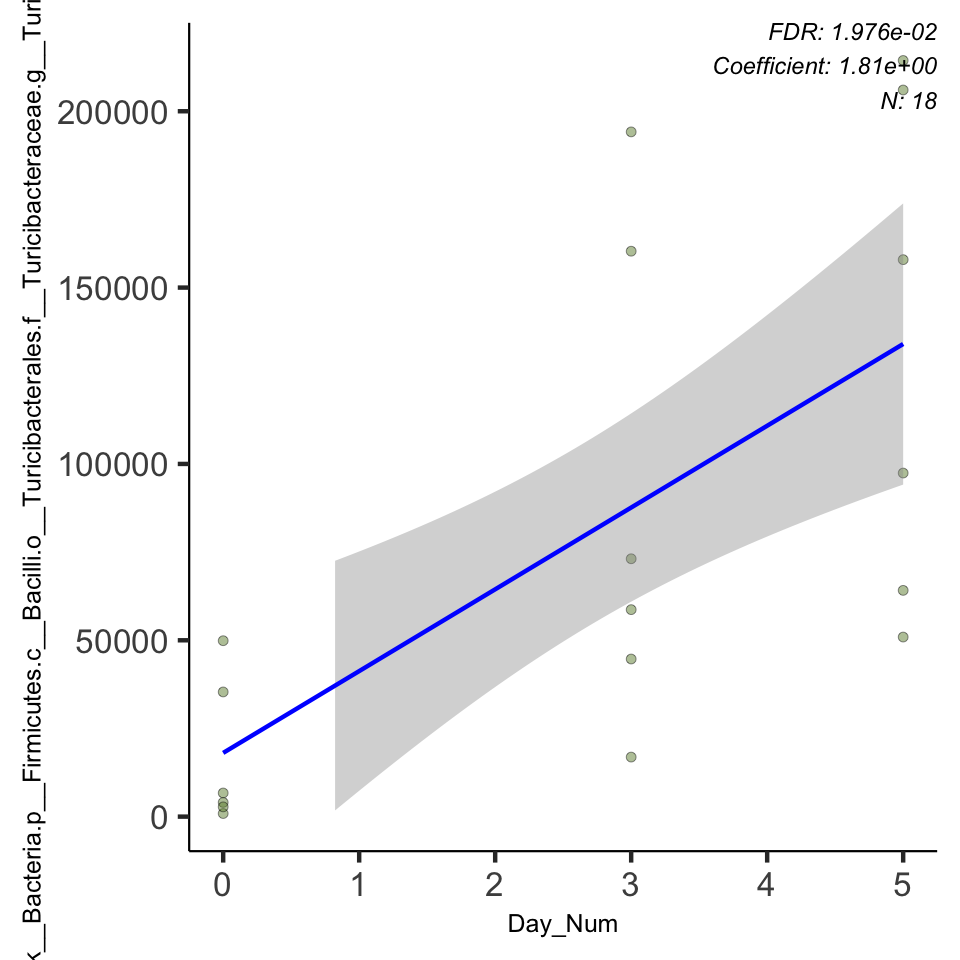 FDR: 1.976e-02
Coefficient: 1.81e+00
N: 18
k__Bacteria.p__Firmicutes.c__Bacilli.o__Turicibacterales.f__Turicibacteraceae.g__Turi
200000
150000
100000
50000
0
0 1 2 3 4 5
Day_Num